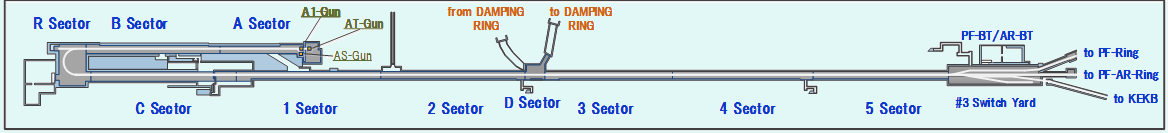 from DAMPING
RING
to DAMPING
RING
A1-Gun
AT-Gun
AS-Gun
R Sector
B Sector
A Sector
PF-BT/AR-BT
to PF-Ring
to PF-AR-Ring
to KEKB
C Sector
1 Sector
2 Sector
D Sector
3 Sector
4 Sector
5 Sector
#3 Switch Yard